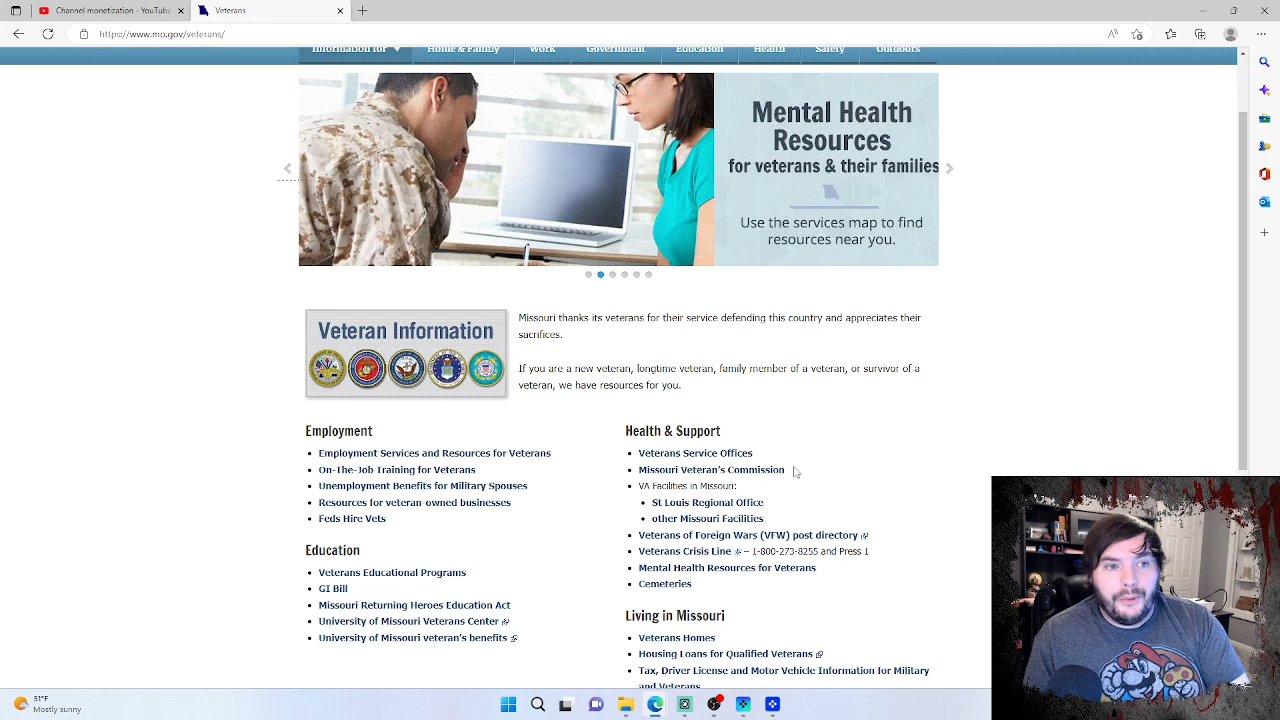 Channel monetization - YouTube
Veterans
https://www.mo.gov/veterans/
Information for
Home & Family
Work
Government
Education
Health
Safety
Outdoors
Mental Health
Resources
for veterans & their families
Use the services map to find
resources near you.
Veteran Information
Missouri thanks its veterans for their service defending this country and appreciates their
sacrifices.
If you are a new veteran, longtime veteran, family member of a veteran, or survivor of a
veteran, we have resources for you.
Employment
Employment Services and Resources for Veterans
On-The-Job Training for Veterans
Unemployment Benefits for Military Spouses
Resources for veteran-owned businesses
Feds Hire Vets
Education
Veterans Educational Programs
GI Bill
Missouri Returning Heroes Education Act
University of Missouri Veterans Center
University of Missouri veteran's benefits
Health & Support
Veterans Service Offices
Missouri Veteran's Commission
VA Facilities in Missouri:
St Louis Regional Office
other Missouri Facilities
Veterans of Foreign Wars (VFW) post directory
Veterans Crisis Line – 1-800-273-8255 and Press 1
Mental Health Resources for Veterans
Cemeteries
Living in Missouri
Veterans Homes
Housing Loans for Qualified Veterans
Tax, Driver License and Motor Vehicle Information for Military
and Veterans
51°F
Mostly sunny